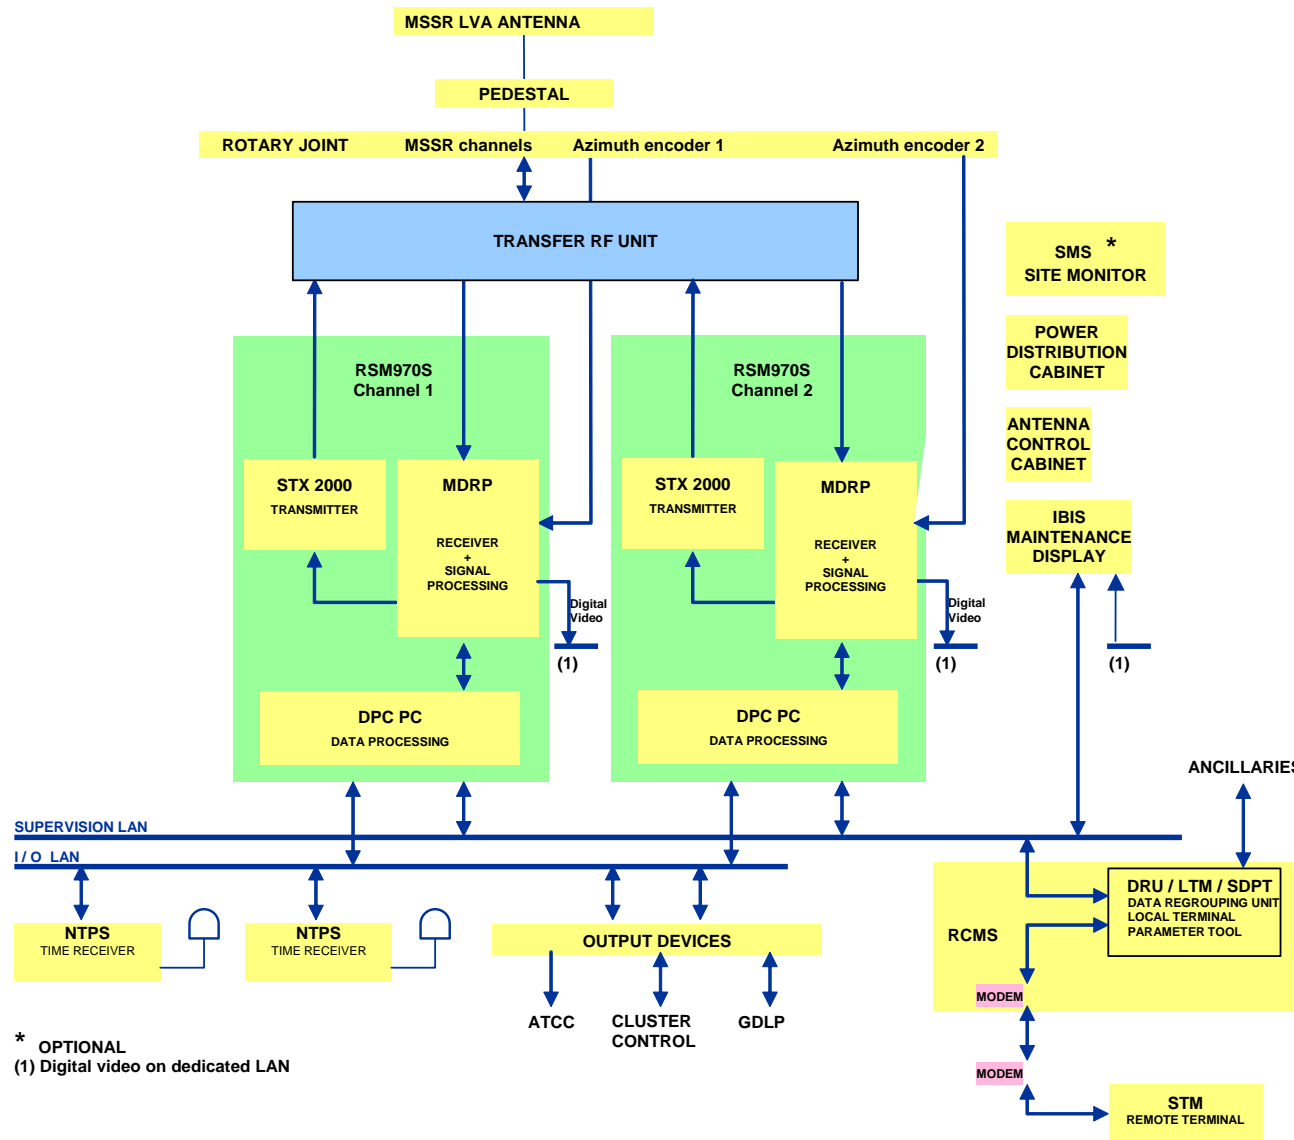 MSSR LVA ANTENNA
PEDESTAL
ROTARY JOINT MSSR channels Azimuth encoder 1 Azimuth encoder 2
TRANSFER RF UNIT
SMS *
SITE MONITOR
POWER
DISTRIBUTION
CABINET
ANTENNA
CONTROL
CABINET
IBIS
MAINTENANCE
DISPLAY
(1)
RSM970S
Channel 1
STX 2000
TRANSMITTER
MDRP
RECEIVER
+
SIGNAL
PROCESSING
Digital
Video
(1)
DPC PC
DATA PROCESSING
RSM970S
Channel 2
STX 2000
TRANSMITTER
MDRP
RECEIVER
+
SIGNAL
PROCESSING
Digital
Video
(1)
DPC PC
DATA PROCESSING
ANCILLARIES
SUPERVISION LAN
I / O LAN
NTPS
TIME RECEIVER
NTPS
TIME RECEIVER
OUTPUT DEVICES
ATCC
CLUSTER
CONTROL
GDLP
RCMS
DRU / LTM / SDPT
DATA REGROUPING UNIT
LOCAL TERMINAL
PARAMETER TOOL
MODEM
MODEM
STM
REMOTE TERMINAL
* OPTIONAL
(1) Digital video on dedicated LAN